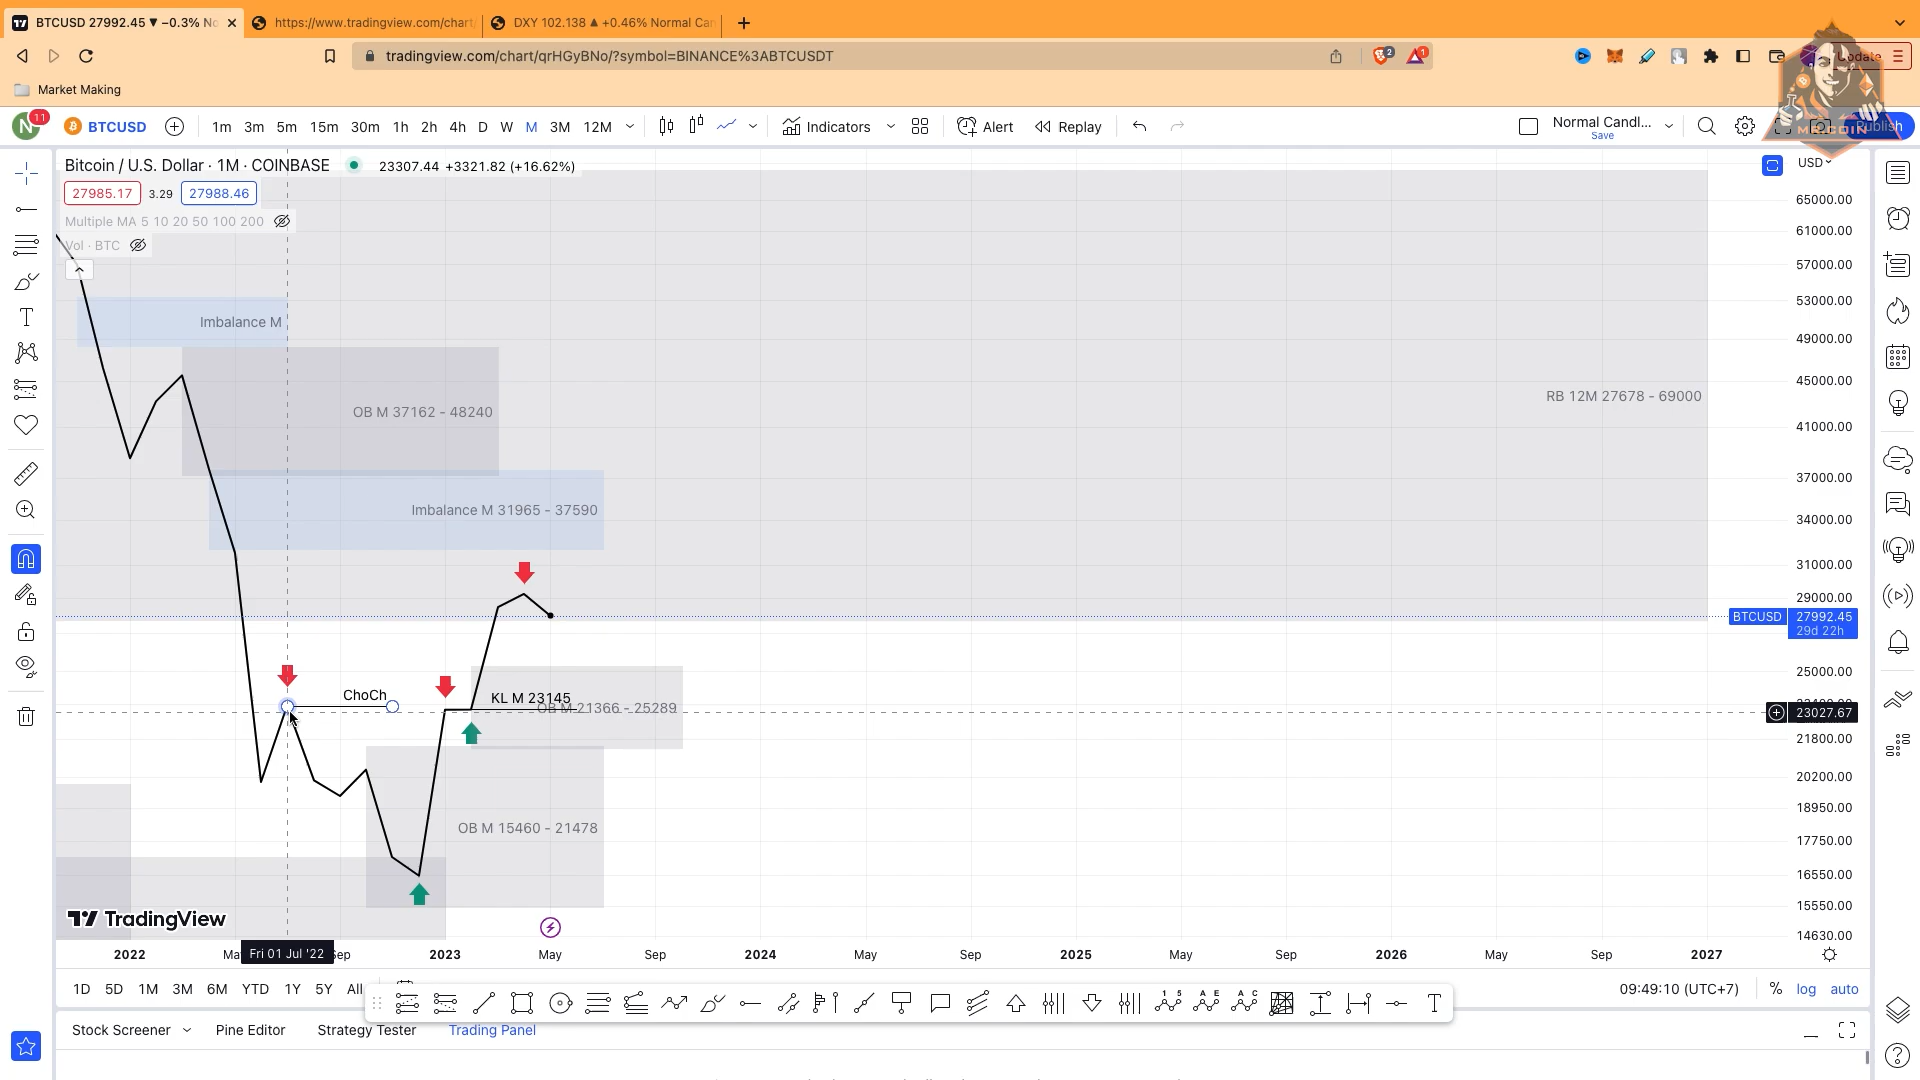 BTCUSD 27992.45 ▼ −0.3% No
https://www.tradingview.com/chart
DXY 102.138 ▲ +0.46% Normal Can
tradingview.com/chart/qrHGyBNo/?symbol=BINANCE%3ABTCUSDT
2
1
Update
Market Making
N
11
BTCUSD
1m 3m 5m 15m 30m 1h 2h 4h D W M 3M 12M
Indicators
Alert
Replay
Normal Candl...
Save
Publish
MECOIN
Bitcoin / U.S. Dollar · 1M · COINBASE
23307.44 +3321.82 (+16.62%)
USD
27985.17
3.29
27988.46
Multiple MA 5 10 20 50 100 200
Vol · BTC
65000.00
61000.00
57000.00
53000.00
49000.00
45000.00
41000.00
37000.00
34000.00
31000.00
29000.00
BTCUSD
27992.45
29d 22h
25000.00
23027.67
21800.00
20200.00
18950.00
17750.00
16550.00
15550.00
14630.00
Imbalance M
RB 12M 27678 - 69000
OB M 37162 - 48240
Imbalance M 31965 - 37590
ChoCh
KL M 23145
OB M 21366 - 25289
OB M 15460 - 21478
TradingView
2022
Fri 01 Jul '22
Sep
2023
May
Sep
2024
May
Sep
2025
May
Sep
2026
May
Sep
2027
1D 5D 1M 3M 6M YTD 1Y 5Y All
09:49:10 (UTC+7)
%
log
auto
Stock Screener
Pine Editor
Strategy Tester
Trading Panel